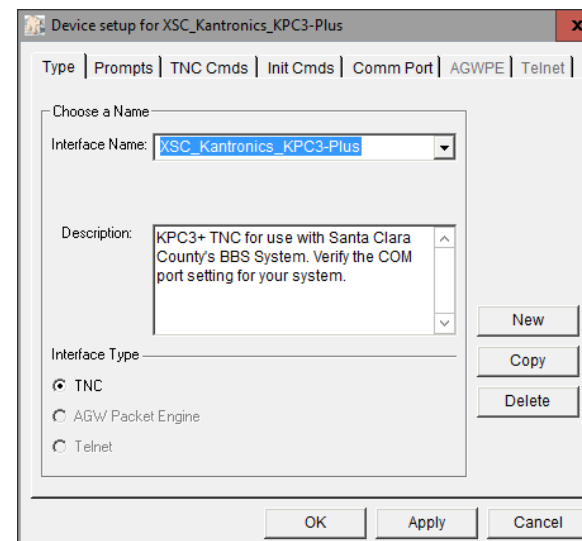 Device setup for XSC_Kantronics_KPC3-Plus
x
Type Prompts TNC Cmds Init Cmds Comm Port AGWPE Telnet
Choose a Name
Interface Name: XSC_Kantronics_KPC3-Plus
Description: KPC3+ TNC for use with Santa Clara
County's BBS System. Verify the COM
port setting for your system.
New
Interface Type
Copy
TNC
Delete
AGW Packet Engine
Telnet
OK Apply Cancel